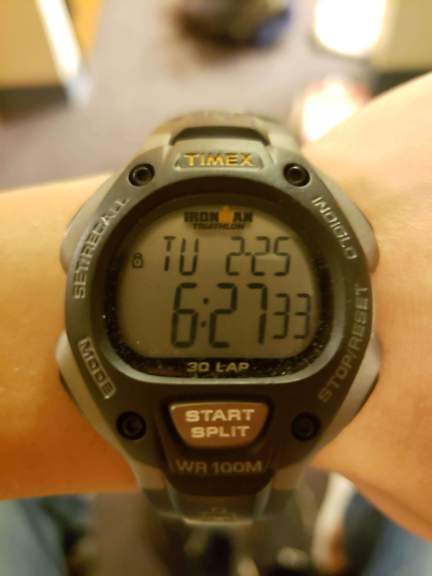 TIMEX
IRONMAN
TRIATHLON
SET/RECALL
INDIGLO
TU 2-25
6:27 33
MODE
STOP/RESET
30 LAP
START
SPLIT
WR 100M